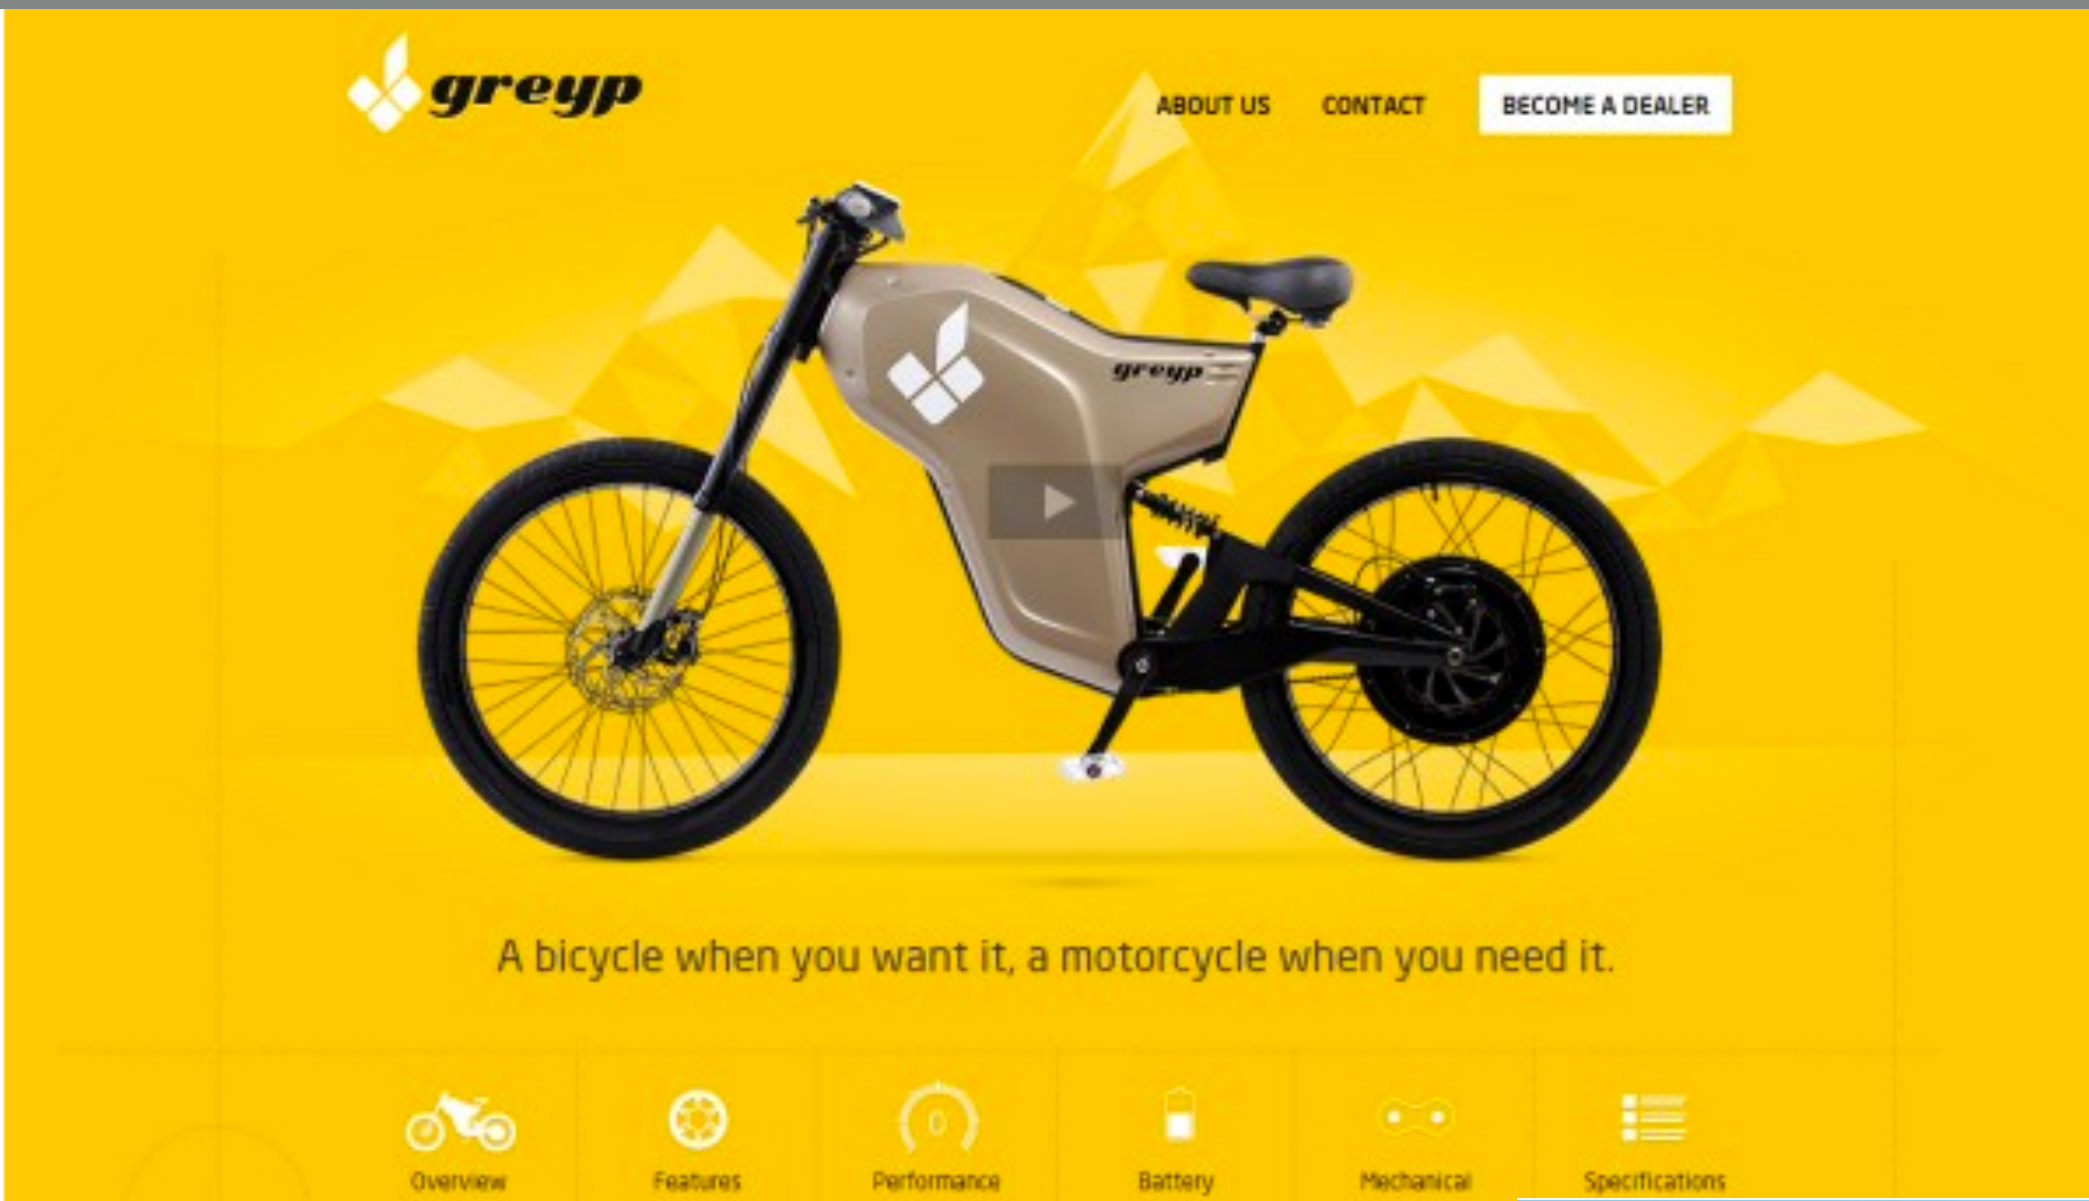 greyp
ABOUT US
CONTACT
BECOME A DEALER
greyp
A bicycle when you want it, a motorcycle when you need it.
0
Overview
Features
Performance
Battery
Mechanical
Specifications